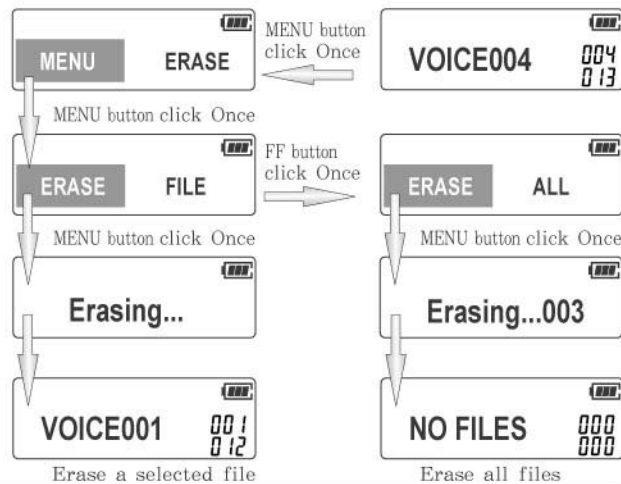 MENU ERASE
MENU button
click Once
VOICE004 004
013
MENU button click Once
ERASE FILE
FF button
click Once
ERASE ALL
MENU button click Once
MENU button click Once
Erasing...
Erasing...003
VOICE001 001
012
NO FILES 000
000
Erase a selected file
Erase all files